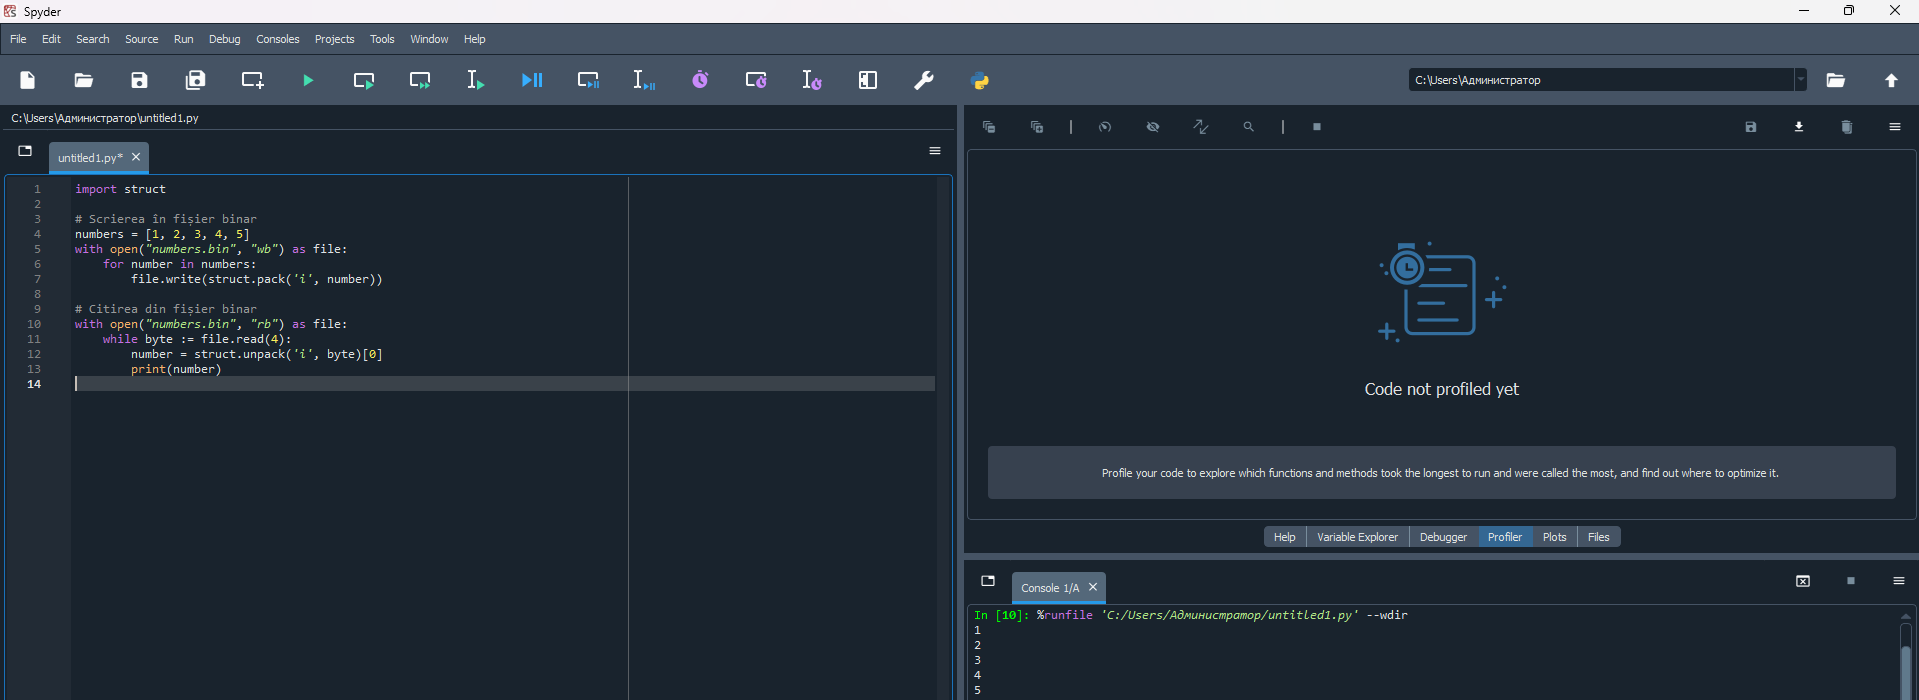 Spyder
File Edit Search Source Run Debug Consoles Projects Tools Window Help
C:\Users\Администратор
C:\Users\Администратор\untitled1.py
untitled1.py*
1 import struct
2
3 # Scrierea în fișier binar
4 numbers = [1, 2, 3, 4, 5]
5 with open("numbers.bin", "wb") as file:
6     for number in numbers:
7         file.write(struct.pack('i', number))
8
9 # Citirea din fișier binar
10 with open("numbers.bin", "rb") as file:
11     while byte := file.read(4):
12         number = struct.unpack('i', byte)[0]
13         print(number)
14
Code not profiled yet
Profile your code to explore which functions and methods took the longest to run and were called the most, and find out where to optimize it.
Help Variable Explorer Debugger Profiler Plots Files
Console 1/A
In [10]: %runfile 'C:/Users/Администратор/untitled1.py' --wdir
1
2
3
4
5